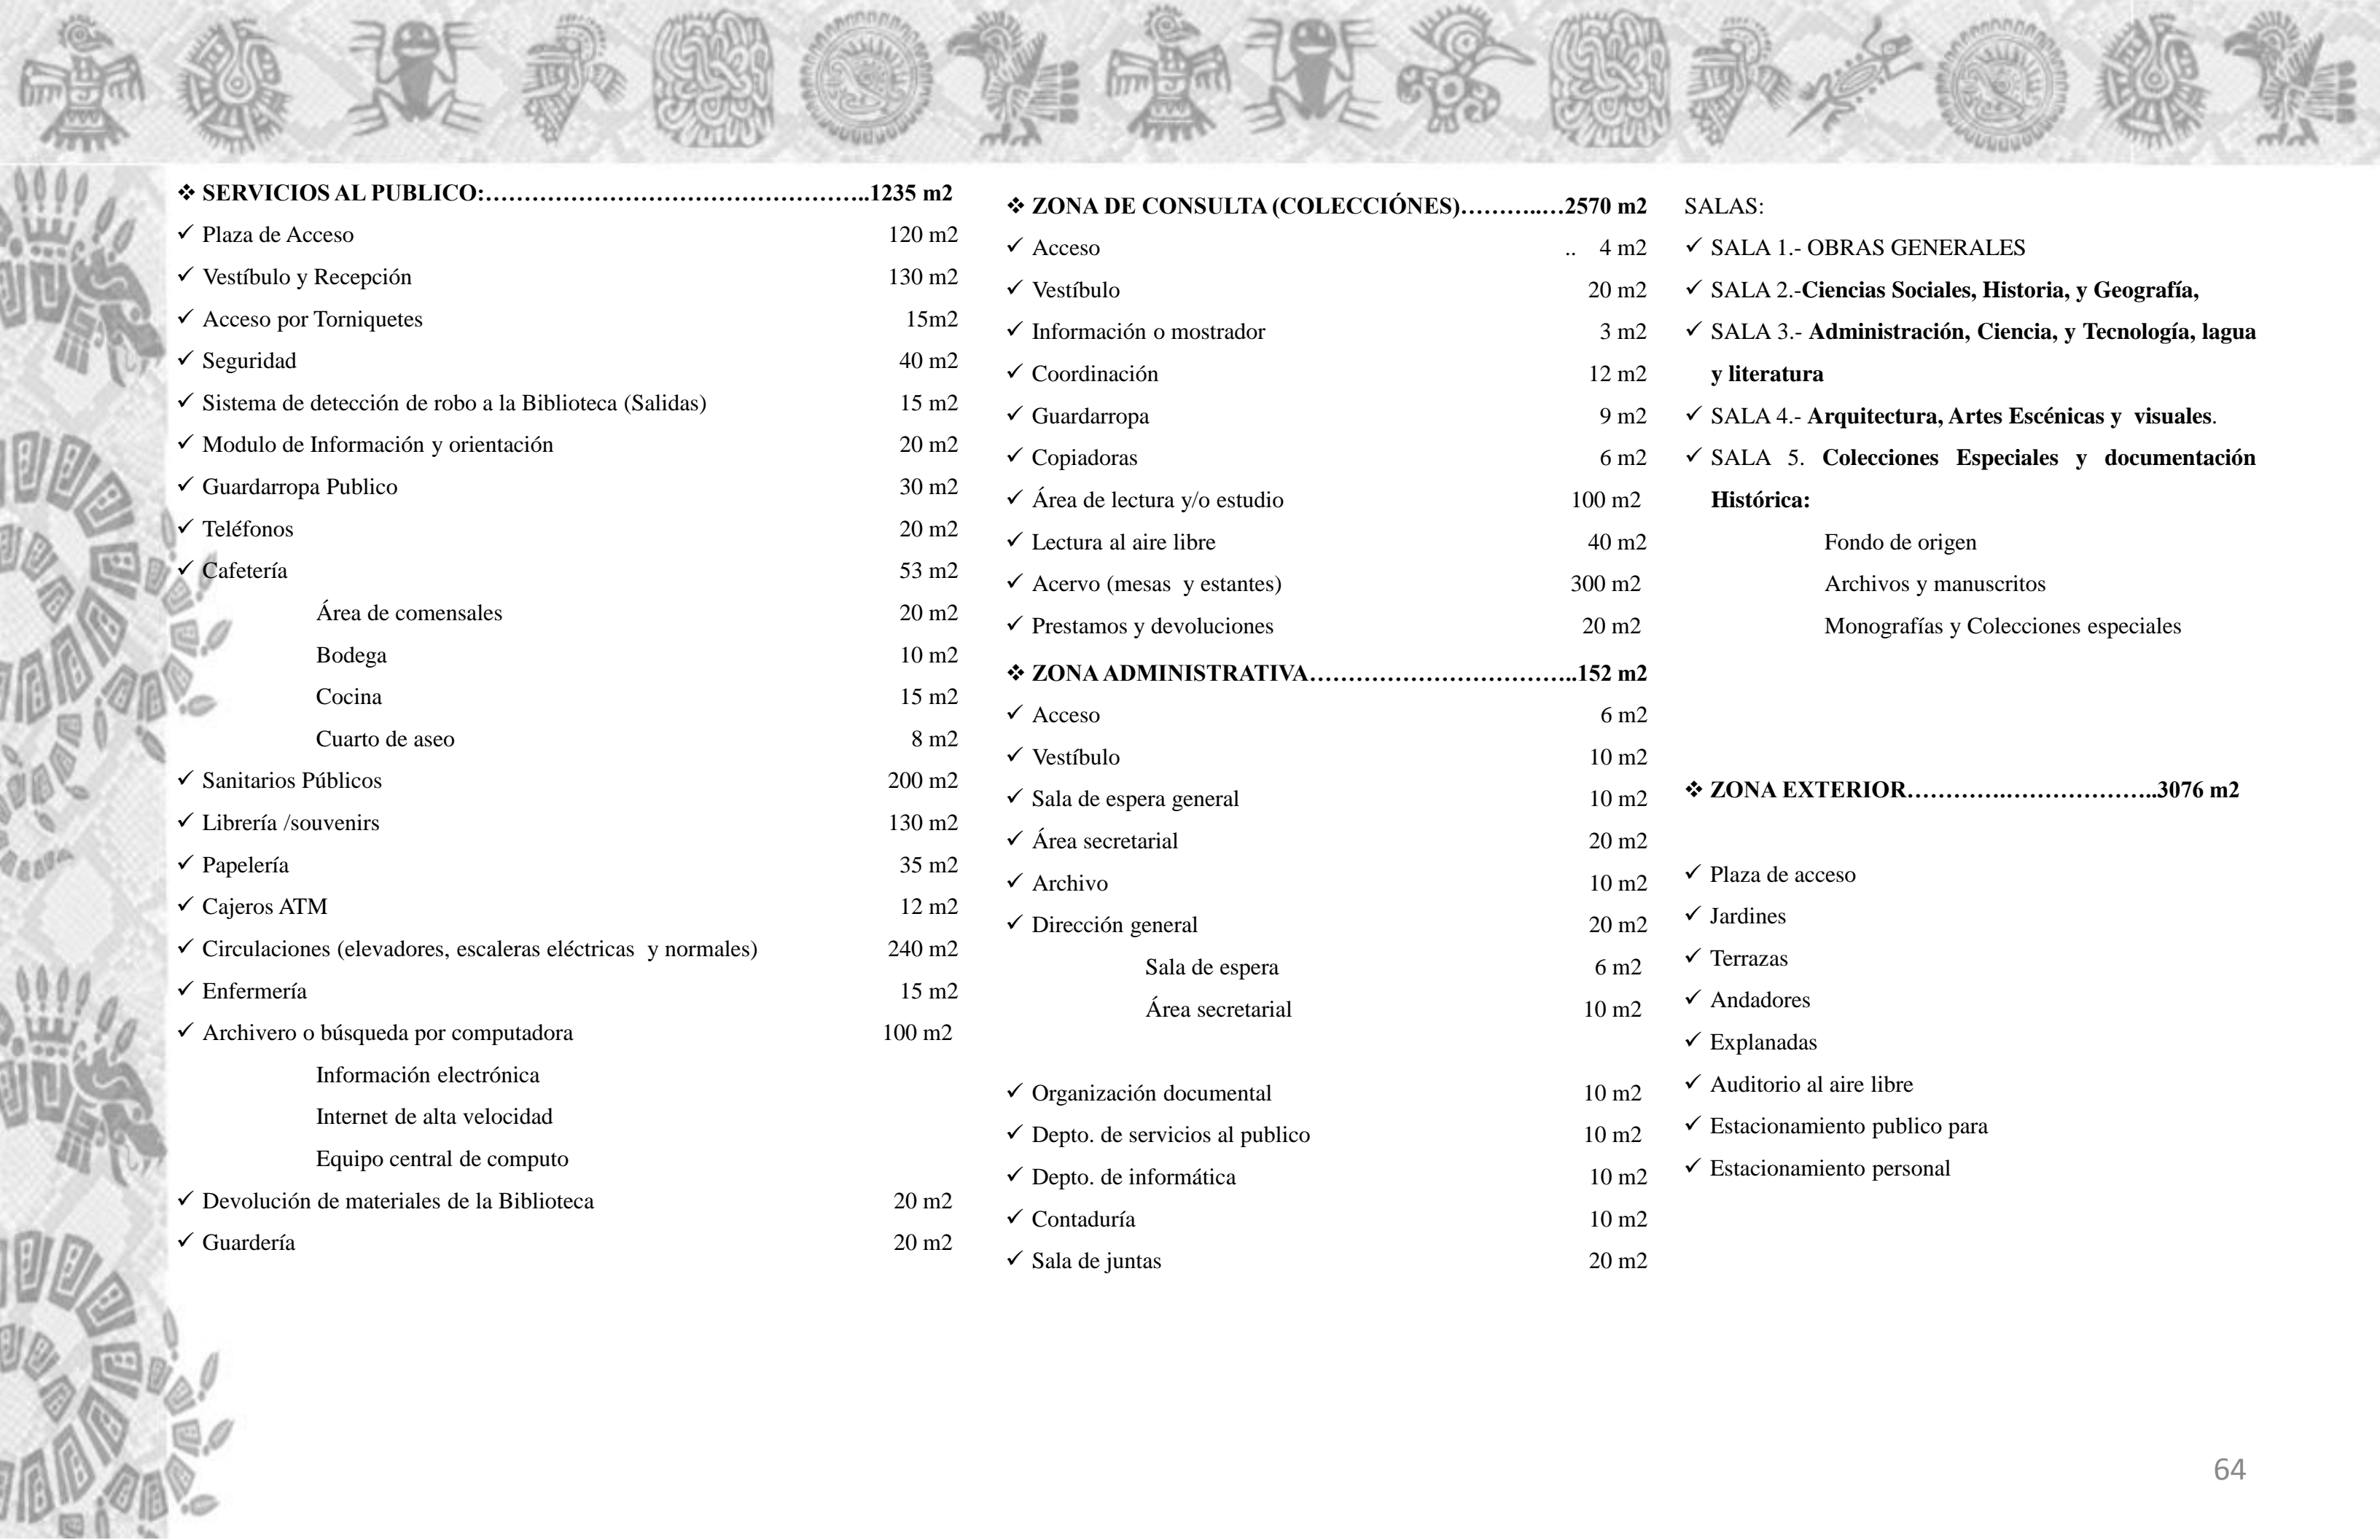 ❖ SERVICIOS AL PUBLICO:…………………………………………..1235 m2
✓ Plaza de Acceso 120 m2
✓ Vestíbulo y Recepción 130 m2
✓ Acceso por Torniquetes 15m2
✓ Seguridad 40 m2
✓ Sistema de detección de robo a la Biblioteca (Salidas) 15 m2
✓ Modulo de Información y orientación 20 m2
✓ Guardarropa Publico 30 m2
✓ Teléfonos 20 m2
✓ Cafetería 53 m2
Área de comensales 20 m2
Bodega 10 m2
Cocina 15 m2
Cuarto de aseo 8 m2
✓ Sanitarios Públicos 200 m2
✓ Librería /souvenirs 130 m2
✓ Papelería 35 m2
✓ Cajeros ATM 12 m2
✓ Circulaciones (elevadores, escaleras eléctricas y normales) 240 m2
✓ Enfermería 15 m2
✓ Archivero o búsqueda por computadora 100 m2
Información electrónica
Internet de alta velocidad
Equipo central de computo
✓ Devolución de materiales de la Biblioteca 20 m2
✓ Guardería 20 m2
❖ ZONA DE CONSULTA (COLECCIÓNES)………..…2570 m2
✓ Acceso .. 4 m2
✓ Vestíbulo 20 m2
✓ Información o mostrador 3 m2
✓ Coordinación 12 m2
✓ Guardarropa 9 m2
✓ Copiadoras 6 m2
✓ Área de lectura y/o estudio 100 m2
✓ Lectura al aire libre 40 m2
✓ Acervo (mesas y estantes) 300 m2
✓ Prestamos y devoluciones 20 m2
❖ ZONA ADMINISTRATIVA……………………………..152 m2
✓ Acceso 6 m2
✓ Vestíbulo 10 m2
✓ Sala de espera general 10 m2
✓ Área secretarial 20 m2
✓ Archivo 10 m2
✓ Dirección general 20 m2
Sala de espera 6 m2
Área secretarial 10 m2
✓ Organización documental 10 m2
✓ Depto. de servicios al publico 10 m2
✓ Depto. de informática 10 m2
✓ Contaduría 10 m2
✓ Sala de juntas 20 m2
SALAS:
✓ SALA 1.- OBRAS GENERALES
✓ SALA 2.-Ciencias Sociales, Historia, y Geografía,
✓ SALA 3.- Administración, Ciencia, y Tecnología, lagua
y literatura
✓ SALA 4.- Arquitectura, Artes Escénicas y visuales.
✓ SALA 5. Colecciones Especiales y documentación
Histórica:
Fondo de origen
Archivos y manuscritos
Monografías y Colecciones especiales
❖ ZONA EXTERIOR………….………………..3076 m2
✓ Plaza de acceso
✓ Jardines
✓ Terrazas
✓ Andadores
✓ Explanadas
✓ Auditorio al aire libre
✓ Estacionamiento publico para
✓ Estacionamiento personal
64